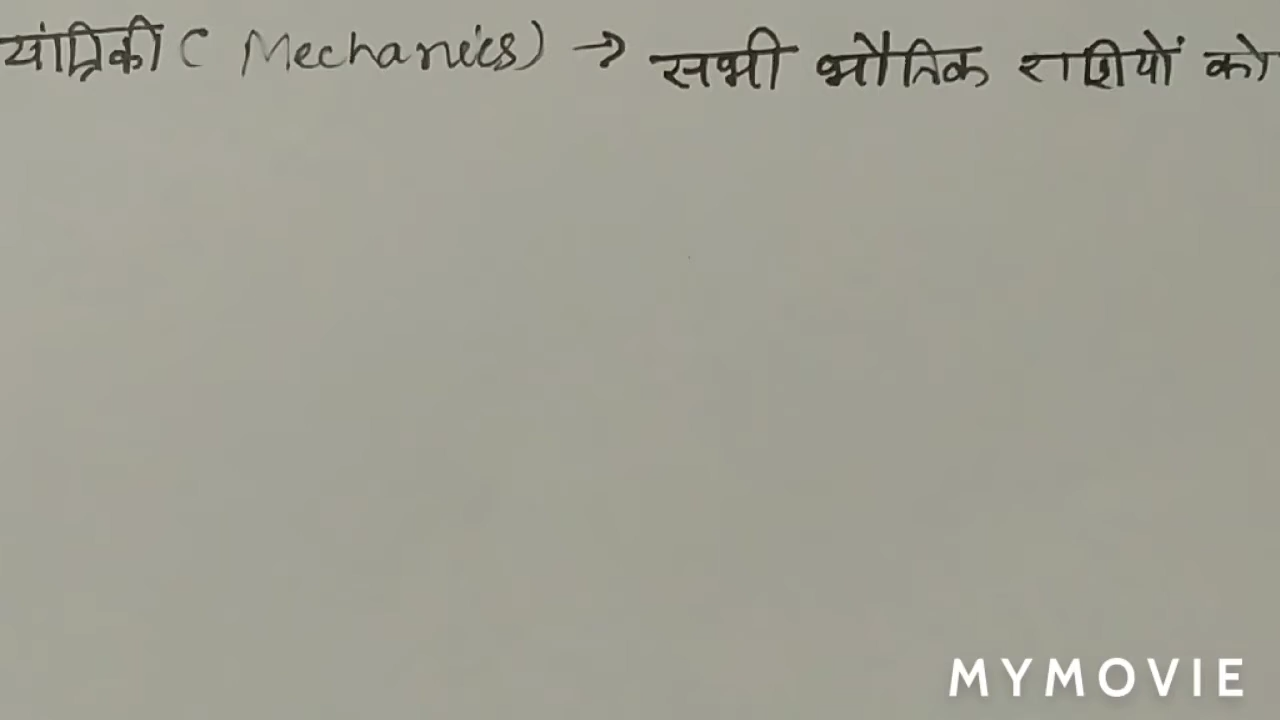 यांत्रिकी ( Mechanics) → सभी भौतिक राशियों को
MYMOVIE